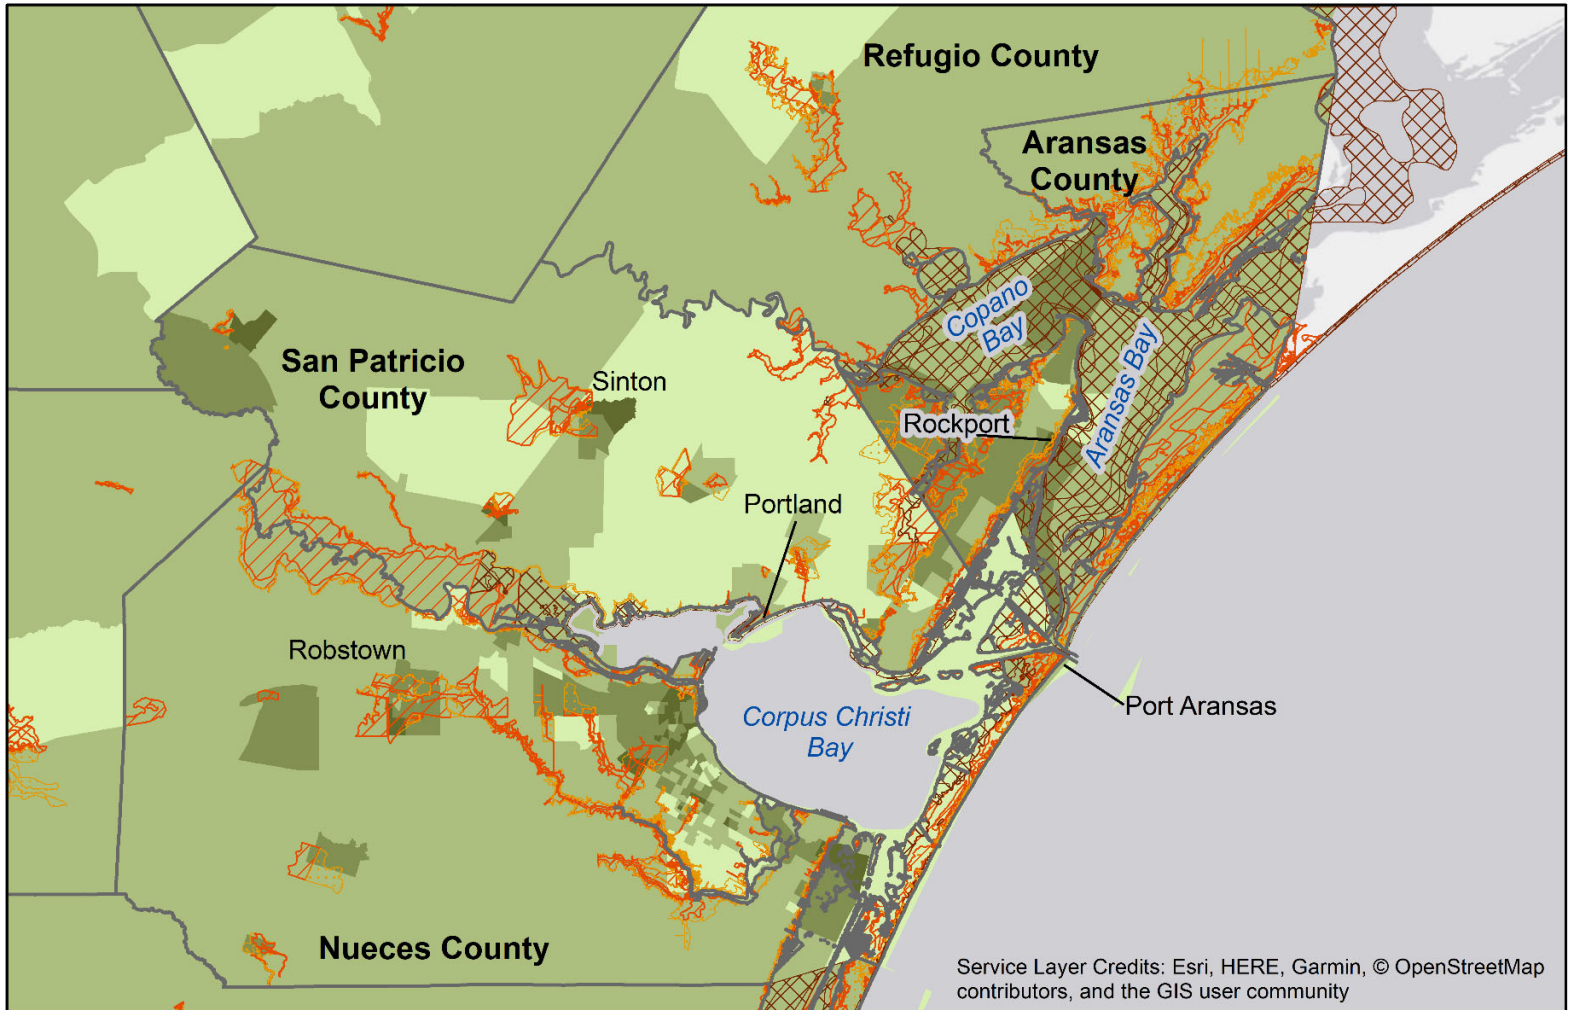 Refugio County
Aransas
County
Copano
Bay
San Patricio
County
Sinton
Aransas Bay
Rockport
Portland
Robstown
Port Aransas
Corpus Christi
Bay
Nueces County
Service Layer Credits: Esri, HERE, Garmin, © OpenStreetMap
contributors, and the GIS user community